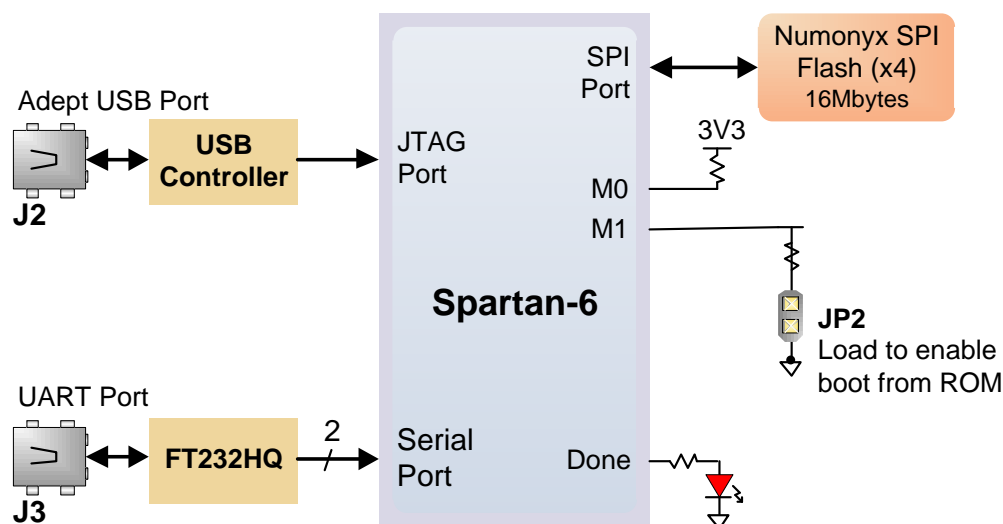 Adept USB Port
J2
USB
Controller
JTAG
Port
SPI
Port
Numonyx SPI
Flash (x4)
16Mbytes
3V3
M0
M1
Spartan-6
JP2
Load to enable
boot from ROM
UART Port
J3
FT232HQ
2
Serial
Port
Done